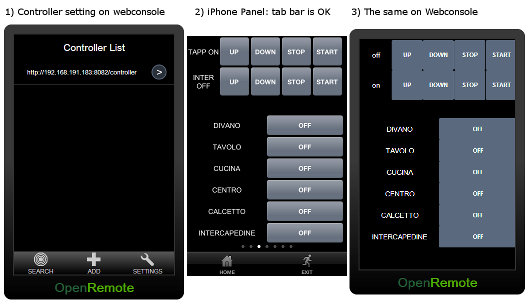 1) Controller setting on webconsole
Controller List
http://192.168.191.183:8082/controller
>
SEARCH ADD SETTINGS
OpenRemote
2) iPhone Panel: tab bar is OK
TAPP ON UP DOWN STOP START
INTER
OFF UP DOWN STOP START
DIVANO OFF
TAVOLO OFF
CUCINA OFF
CENTRO OFF
CALCETTO OFF
INTERCAPEDINE OFF
HOME EXIT
3) The same on Webconsole
off UP DOWN STOP START
on UP DOWN STOP START
DIVANO OFF
TAVOLO OFF
CUCINA OFF
CENTRO OFF
CALCETTO OFF
INTERCAPEDINE OFF
OpenRemote